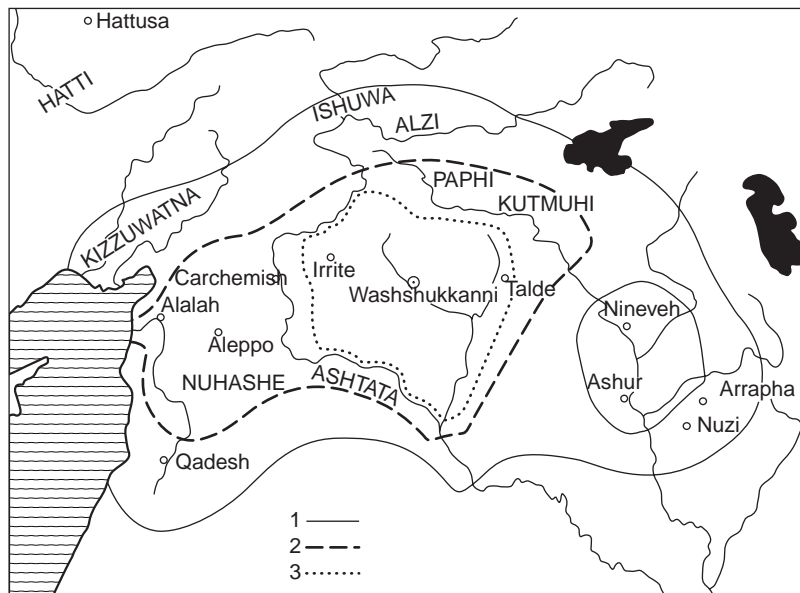 Hattusa
HATTI
ISHUWA
ALZI
PAPHI
KUTMUHI
KIZZUWATNA
Carchemish
Irrite
Washshukkanni
Talde
Alalah
Nineveh
Aleppo
NUHASHE
ASHTATA
Ashur
Arrapha
Nuzi
Qadesh
1
2
3